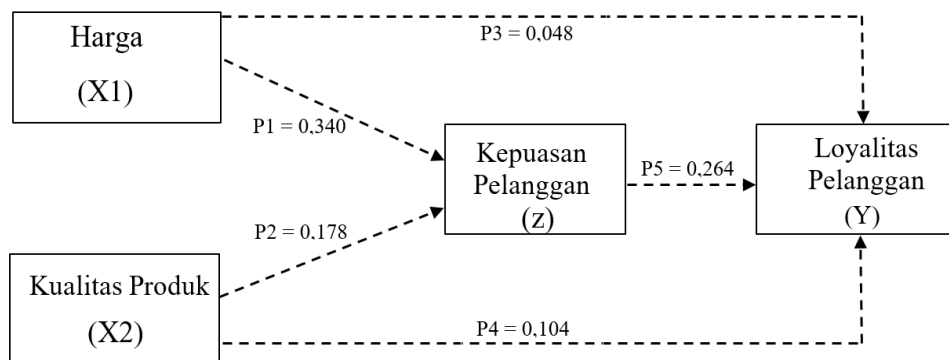 Harga
(X1)
P3 = 0,048
P1 = 0,340
Kepuasan
Pelanggan
(z)
P5 = 0,264
Loyalitas
Pelanggan
(Y)
P2 = 0,178
Kualitas Produk
(X2)
P4 = 0,104